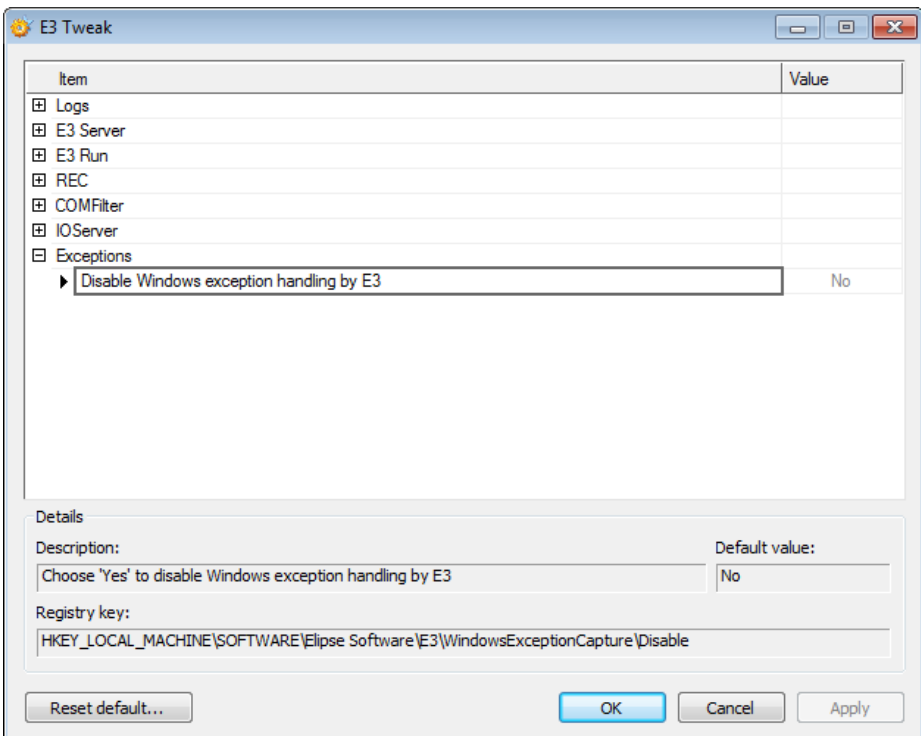 E3 Tweak
Item Value
Logs
E3 Server
E3 Run
REC
COMFilter
IOServer
Exceptions
Disable Windows exception handling by E3 No
Details
Description: Default value:
Choose 'Yes' to disable Windows exception handling by E3 No
Registry key:
HKEY_LOCAL_MACHINE\SOFTWARE\Elipse Software\E3\WindowsExceptionCapture\Disable
Reset default... OK Cancel Apply